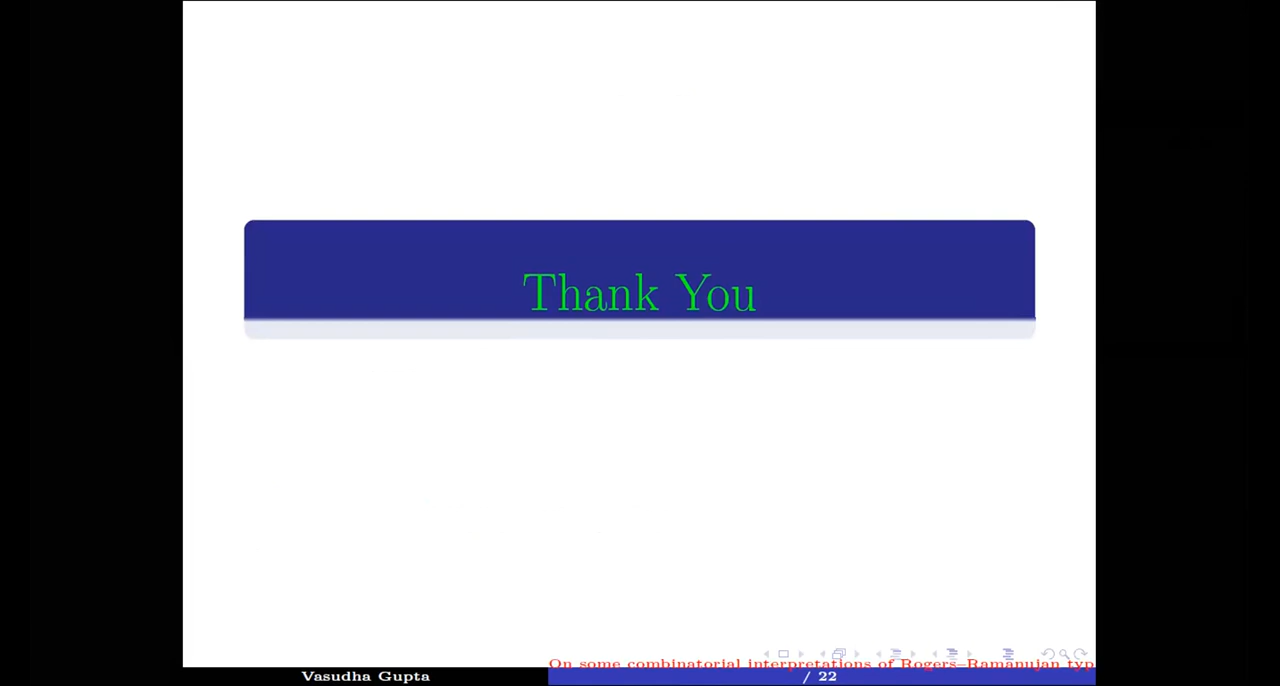 Thank You
On some combinatorial interpretations of Rogers–Ramanujan typ
Vasudha Gupta
/ 22